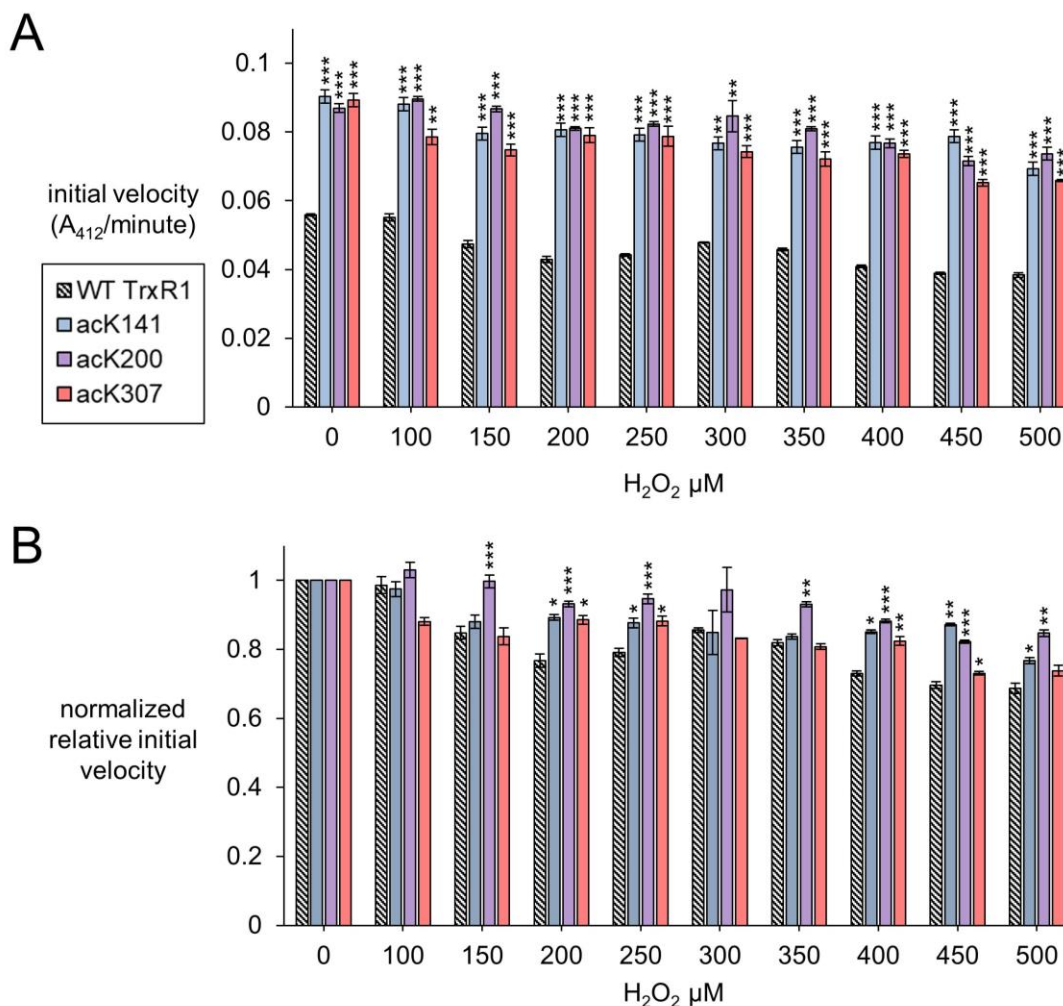 A
0.1
0.08
0.06
0.04
0.02
0
initial velocity
(A₄₁₂/minute)
WT TrxR1
acK141
acK200
acK307
*** *** ***
*** *** **
*** *** ***
*** *** ***
*** *** ***
** ** ***
*** *** ***
*** *** ***
*** *** ***
*** *** ***
0 100 150 200 250 300 350 400 450 500
H₂O₂ µM
B
1
0.8
0.6
0.4
0.2
0
normalized
relative initial
velocity
***
* *** *
* *** *
**
* *** **
** *** *
* **
0 100 150 200 250 300 350 400 450 500
H₂O₂ µM